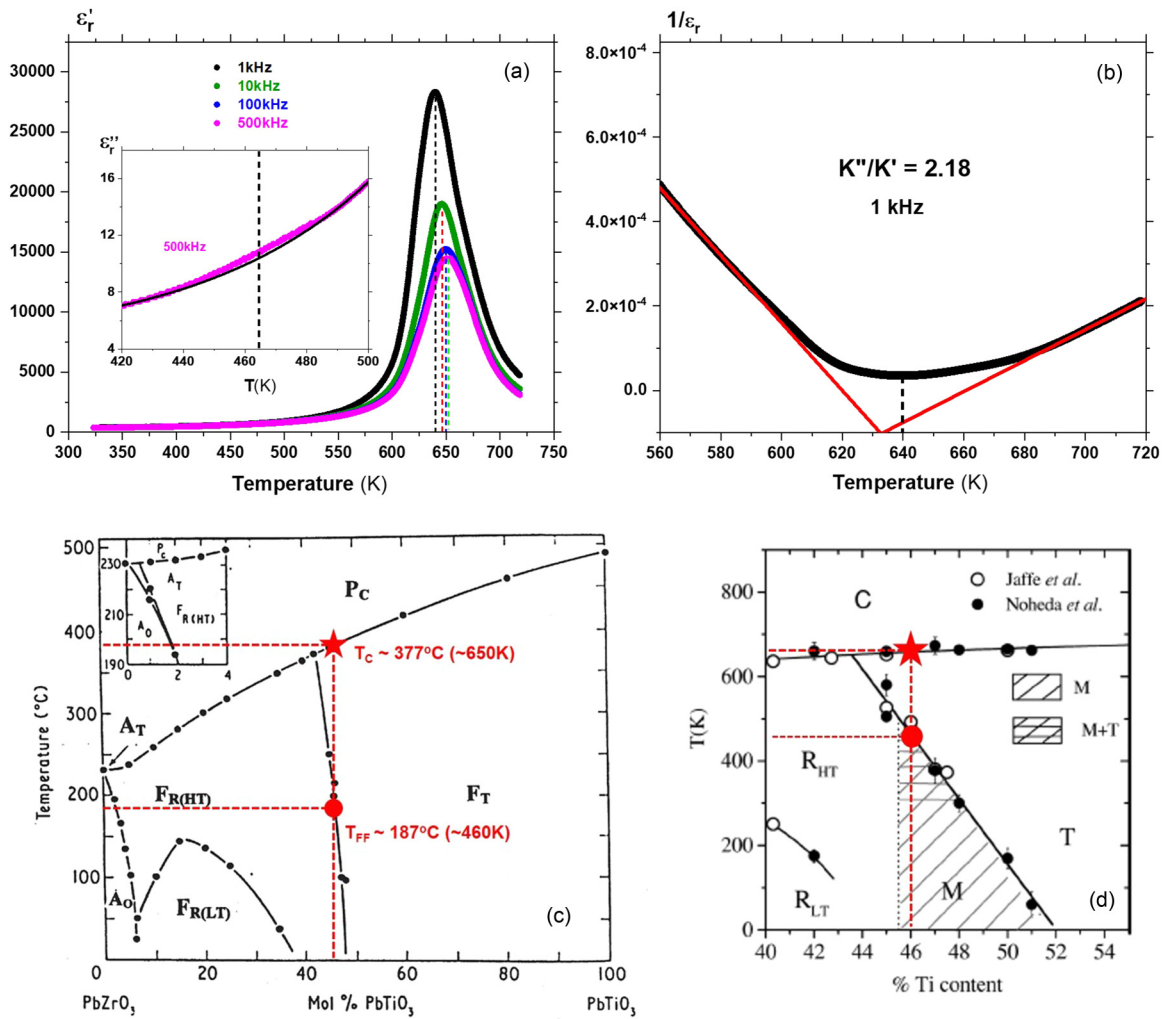 εr'
(a)
1kHz
10kHz
100kHz
500kHz
30000
25000
20000
15000
10000
5000
0
300 350 400 450 500 550 600 650 700 750
Temperature (K)
εr''
18
16
14
12
10
8
6
4
500kHz
420 440 460 480 500
T(K)
1/εr
(b)
8.0×10⁻⁴
6.0×10⁻⁴
4.0×10⁻⁴
2.0×10⁻⁴
0.0
K"/K' = 2.18
1 kHz
560 580 600 620 640 660 680 700 720
Temperature (K)
500
400
300
200
100
0
Temperature (°C)
230
210
190
0 2 4
Pc
AT
FR(HT)
AO
PC
TC ~ 377°C (~650K)
AT
FR(HT)
FT
TFF ~ 187°C (~460K)
AO
FR(LT)
(c)
0 20 40 60 80 100
PbZrO3 Mol % PbTiO3 PbTiO3
800
600
400
200
0
T(K)
C
Jaffe et al.
Noheda et al.
M
M+T
RHT
T
M
RLT
(d)
40 42 44 46 48 50 52 54
% Ti content